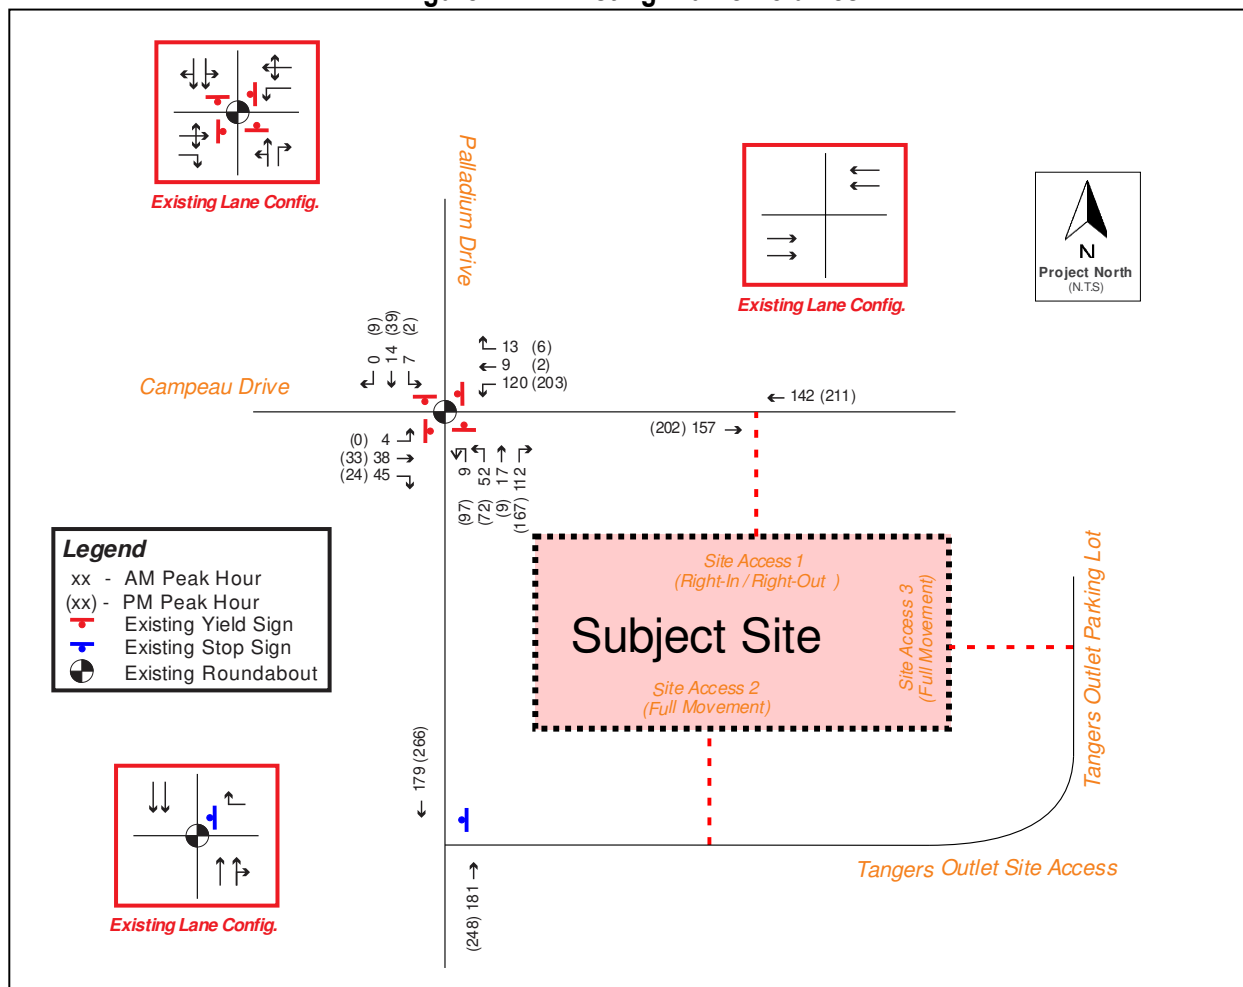 Existing Lane Config.
Palladium Drive
Existing Lane Config.
N
Project North
(N.T.S)
Campeau Drive
(9)
(39)
(2)
0
14
7
13 (6)
9 (2)
120 (203)
142 (211)
(202) 157
(0) 4
(33) 38
(24) 45
9
52
17
112
(97)
(72)
(9)
(167)
Legend
xx - AM Peak Hour
(xx) - PM Peak Hour
Existing Yield Sign
Existing Stop Sign
Existing Roundabout
Site Access 1
(Right-In / Right-Out )
Subject Site
Site Access 2
(Full Movement)
Site Access 3
(Full Movement)
Tangers Outlet Parking Lot
179 (266)
Tangers Outlet Site Access
(248) 181
Existing Lane Config.